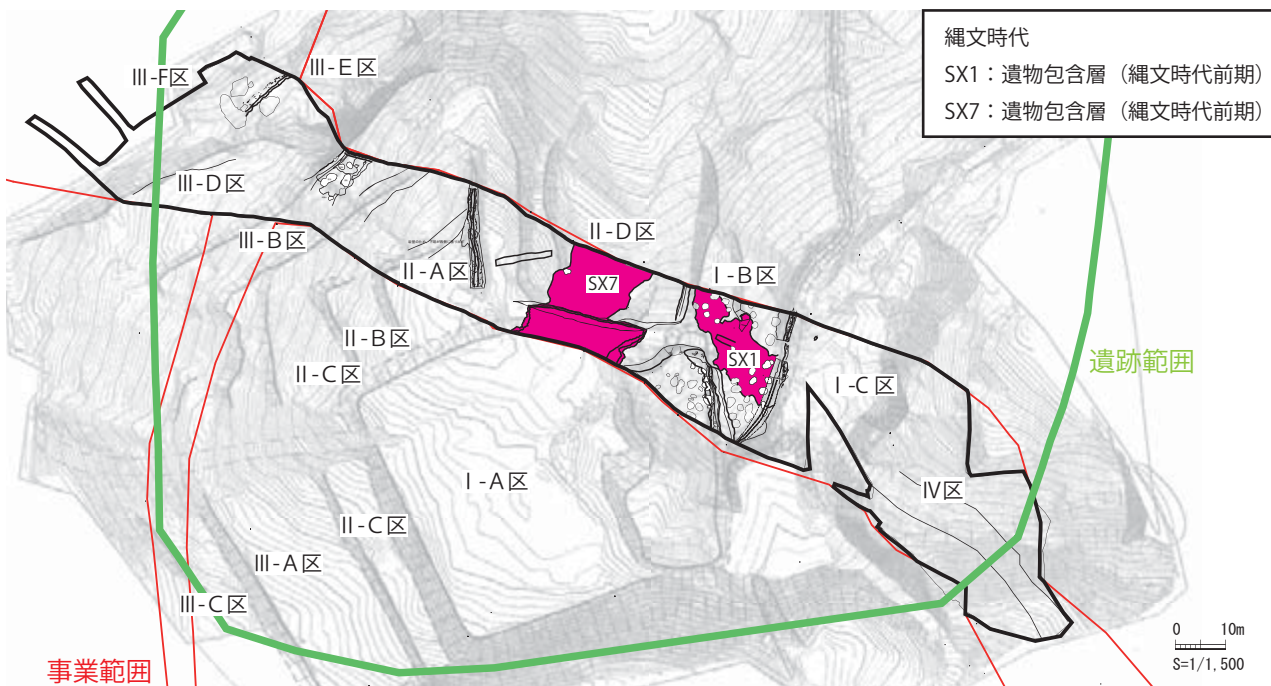 縄文時代
SX1：遺物包含層（縄文時代前期）
SX7：遺物包含層（縄文時代前期）
III-F区
III-E区
III-D区
III-B区
II-D区
II-A区
SX7
I-B区
SX1
II-B区
II-C区
I-C区
遺跡範囲
I-A区
IV区
II-C区
III-A区
III-C区
事業範囲
0 10m
S=1/1,500